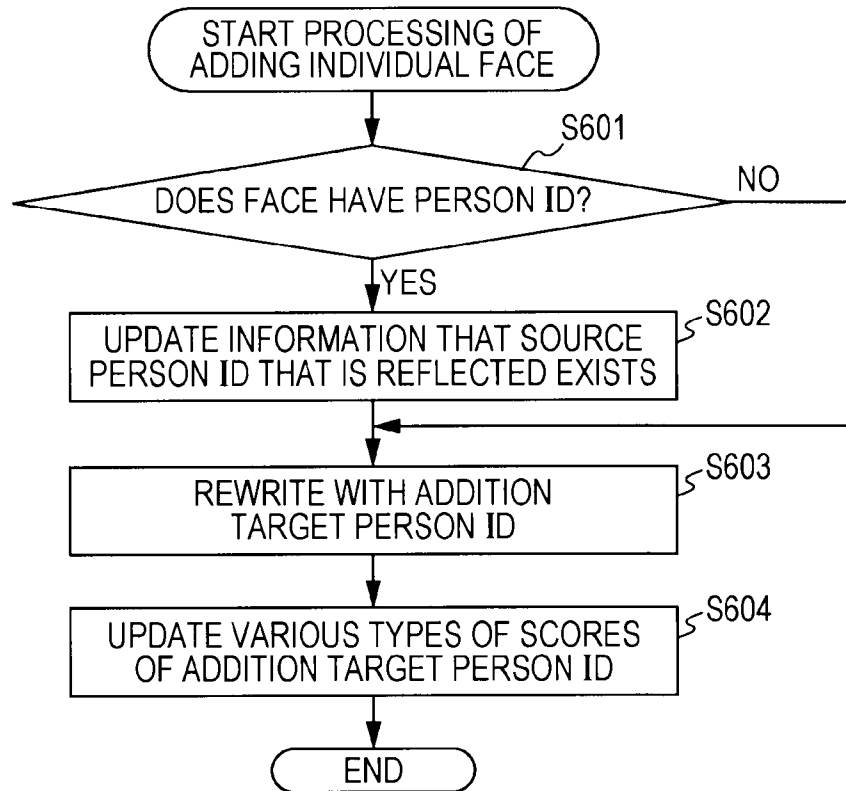 START PROCESSING OF
ADDING INDIVIDUAL FACE
S601
DOES FACE HAVE PERSON ID?
NO
YES
S602
UPDATE INFORMATION THAT SOURCE
PERSON ID THAT IS REFLECTED EXISTS
S603
REWRITE WITH ADDITION
TARGET PERSON ID
S604
UPDATE VARIOUS TYPES OF SCORES
OF ADDITION TARGET PERSON ID
END